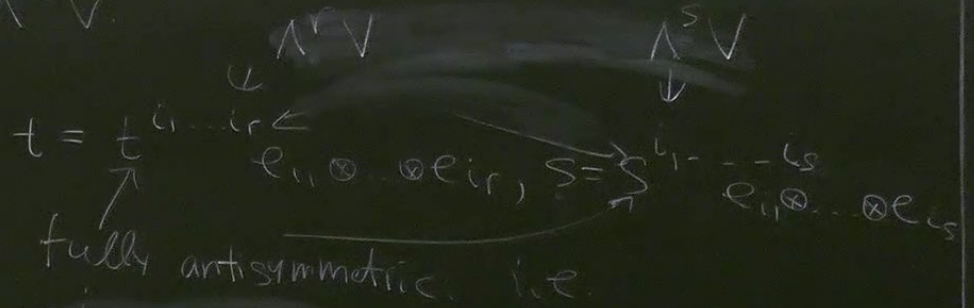 Λ V
Λ^r V Λ^s V
t = t^{i_1 ... i_r} e_{i_1} ⊗ ... ⊗ e_{i_r}, S = S^{i_1 ---- i_s} e_{i_1} ⊗ ... ⊗ e_{i_s}
fully antisymmetric. i.e.